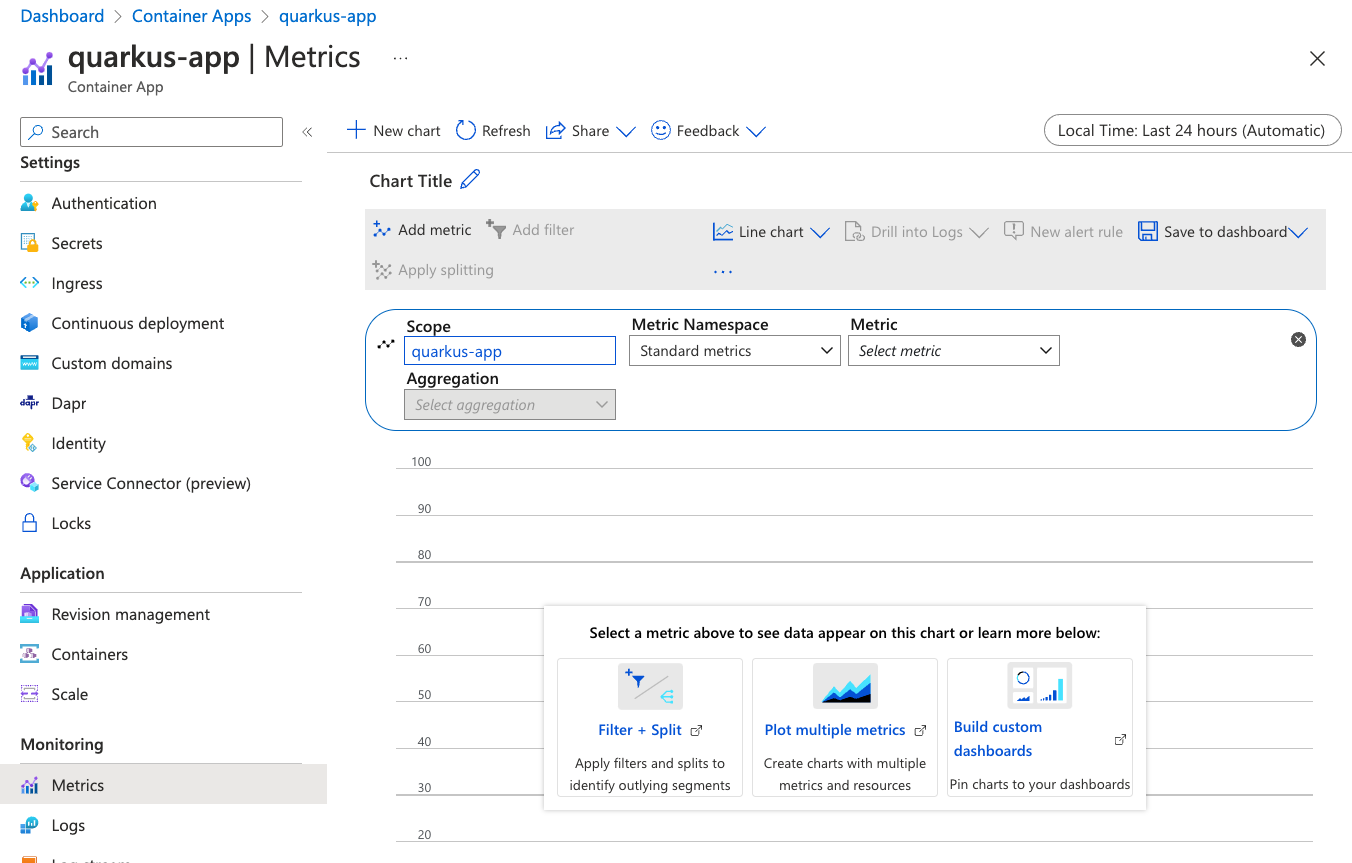 Dashboard > Container Apps > quarkus-app
quarkus-app | Metrics ...
Container App
Search
«
New chart
Refresh
Share
Feedback
Local Time: Last 24 hours (Automatic)
Settings
Authentication
Secrets
Ingress
Continuous deployment
Custom domains
dapr Dapr
Identity
Service Connector (preview)
Locks
Application
Revision management
Containers
Scale
Monitoring
Metrics
Logs
Log stream
Chart Title
Add metric
Add filter
Line chart
Drill into Logs
New alert rule
Save to dashboard
Apply splitting
...
Scope
Metric Namespace
Metric
quarkus-app
Standard metrics
Select metric
Aggregation
Select aggregation
100
90
80
70
60
50
40
30
20
Select a metric above to see data appear on this chart or learn more below:
Filter + Split
Apply filters and splits to
identify outlying segments
Plot multiple metrics
Create charts with multiple
metrics and resources
Build custom
dashboards
Pin charts to your dashboards